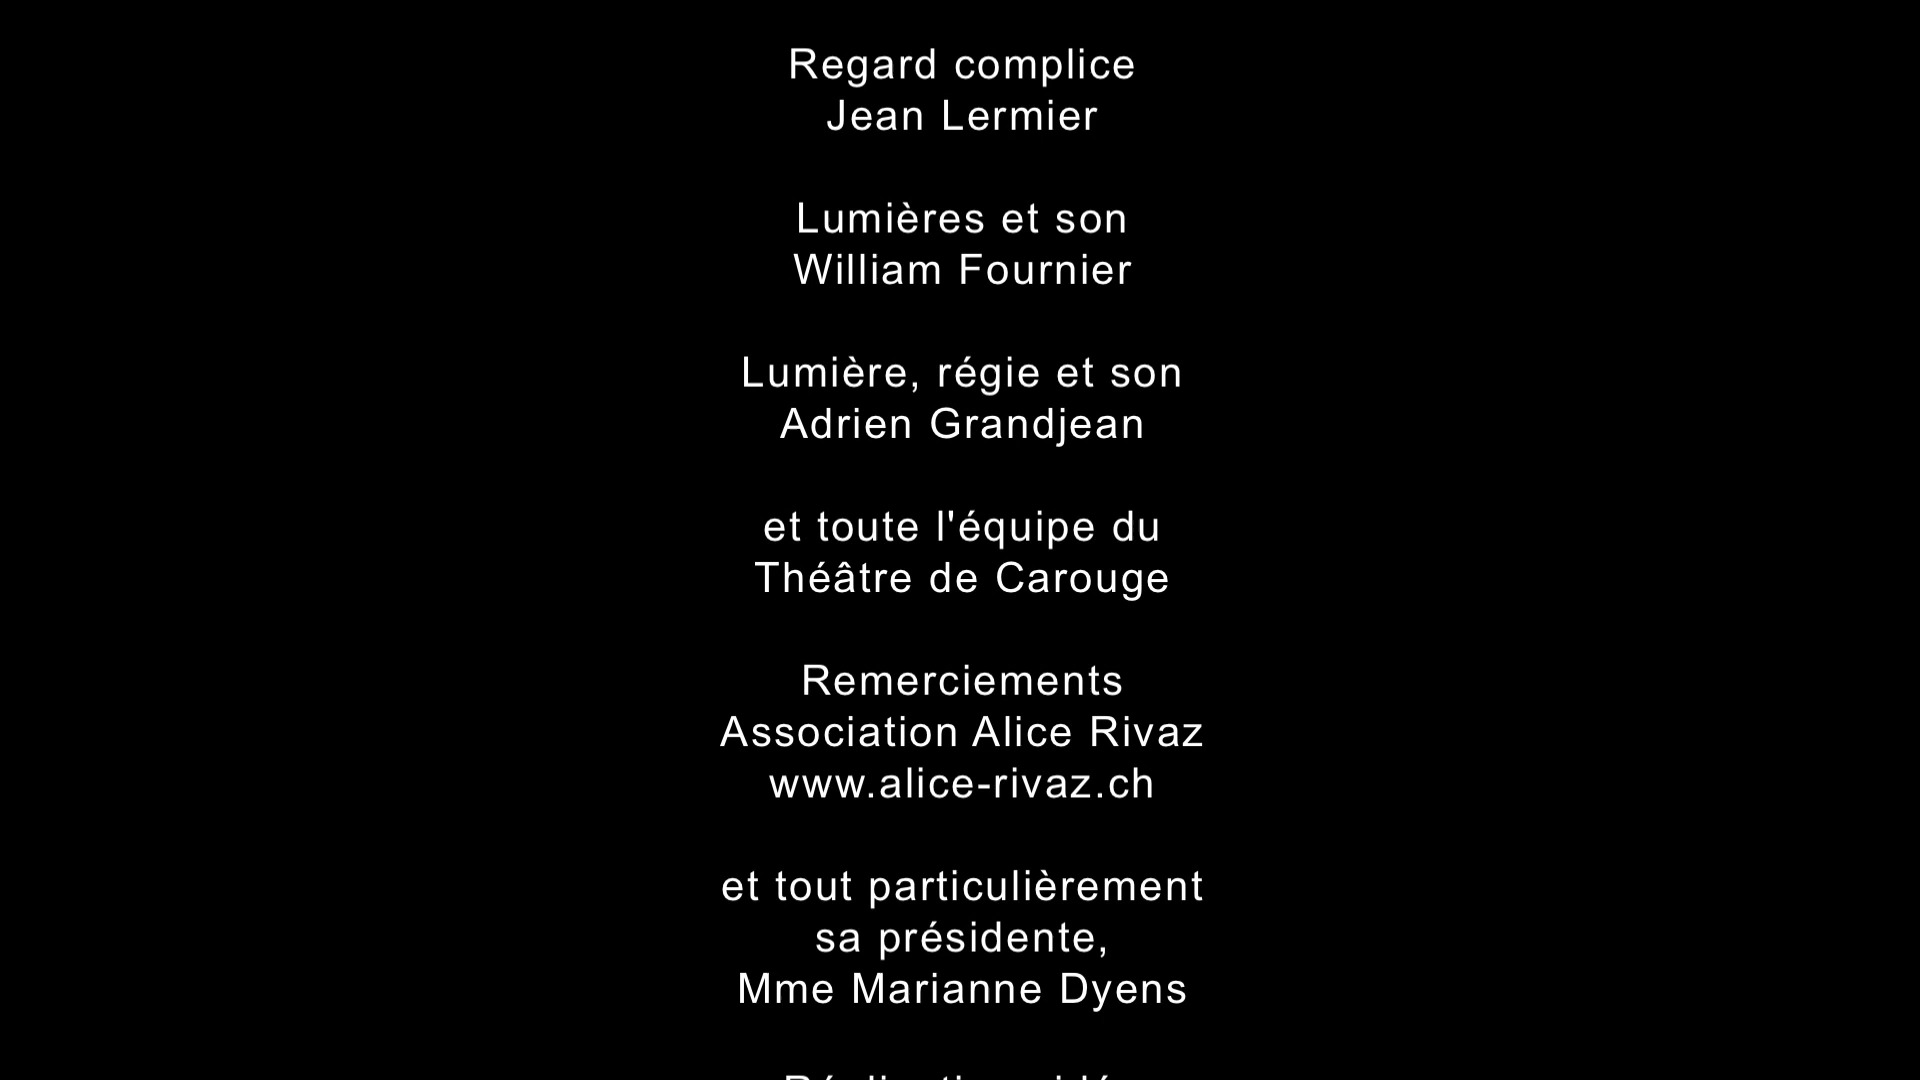 Regard complice
Jean Lermier
Lumières et son
William Fournier
Lumière, régie et son
Adrien Grandjean
et toute l'équipe du
Théâtre de Carouge
Remerciements
Association Alice Rivaz
www.alice-rivaz.ch
et tout particulièrement
sa présidente,
Mme Marianne Dyens